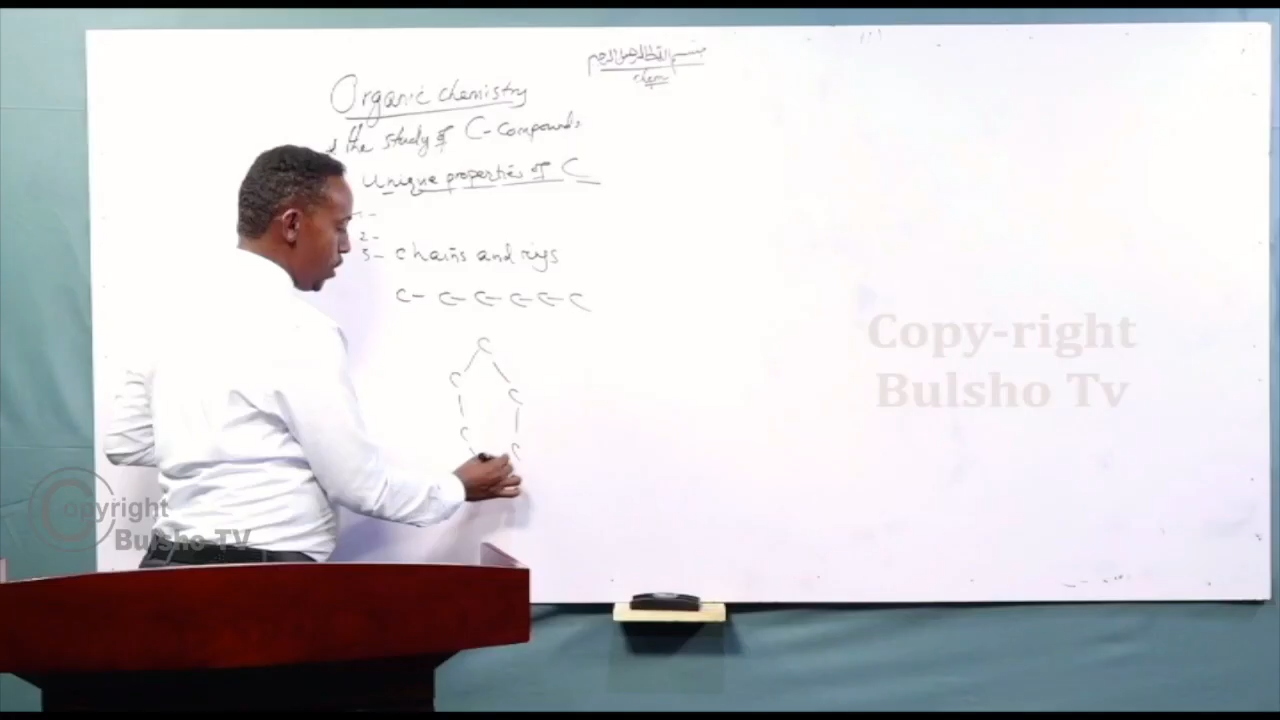 بسم الله الرحمن الرحيم
chem
Organic chemistry
the study of C-compounds
Unique properties of C
1-
2-
3- chains and rigs
C- C- C- C- C- C
C
C
C
C
C
Copy-right
Bulsho Tv
Copyright
Bulsho TV